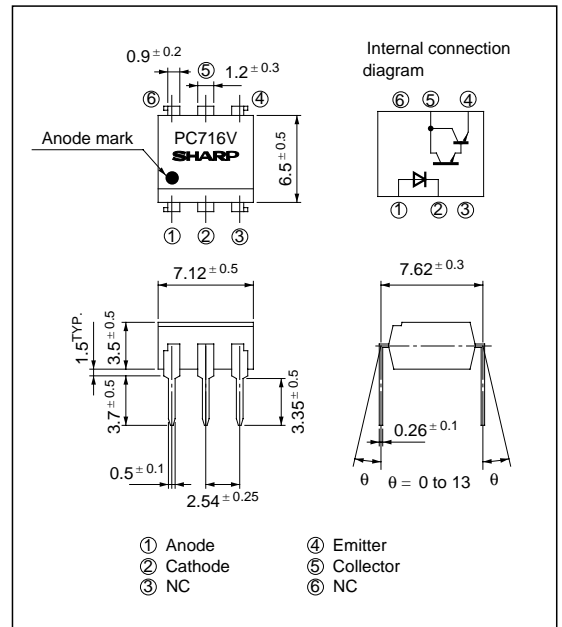 Internal connection
diagram
0.9 ± 0.2
⑤
1.2 ± 0.3
⑥
④
Anode mark
PC716V
SHARP
6.5 ± 0.5
①
②
③
⑥ ⑤ ④
① ② ③
7.12 ± 0.5
1.5TYP.
3.5 ± 0.5
3.7 ± 0.5
3.35 ± 0.5
0.5 ± 0.1
2.54 ± 0.25
7.62 ± 0.3
0.26 ± 0.1
θ
θ = 0 to 13
θ
① Anode
② Cathode
③ NC
④ Emitter
⑤ Collector
⑥ NC